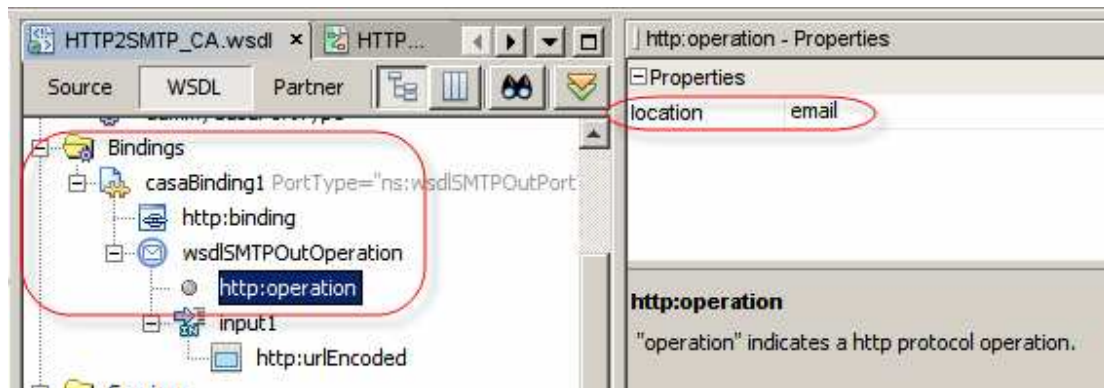 HTTP2SMTP_CA.wsdl
HTTP...
Source
WSDL
Partner
Bindings
casaBinding1 PortType="ns:wsdlSMTPOutPort
http:binding
wsdlSMTPOutOperation
http:operation
input1
http:urlEncoded
http:operation - Properties
Properties
location email
http:operation
"operation" indicates a http protocol operation.